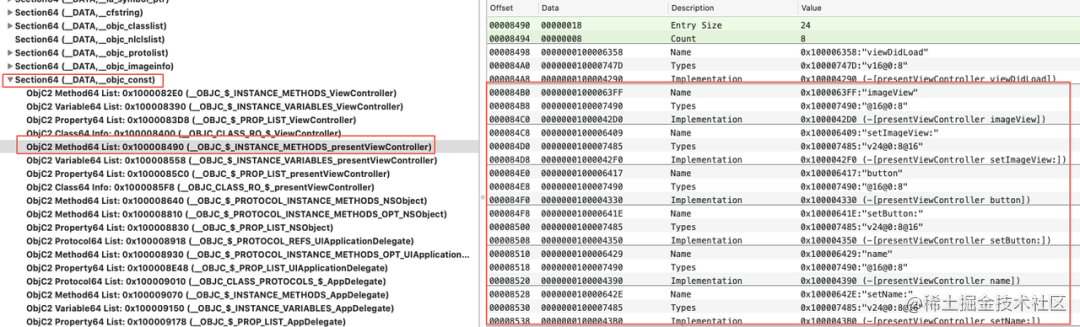 Section64 (__DATA,__cfstring)
Section64 (__DATA,__objc_classlist)
Section64 (__DATA,__objc_nlclslist)
Section64 (__DATA,__objc_protolist)
Section64 (__DATA,__objc_imageinfo)
Section64 (__DATA,__objc_const)
ObjC2 Method64 List: 0x1000082E0 (__OBJC_$_INSTANCE_METHODS_ViewController)
ObjC2 Variable64 List: 0x100008390 (__OBJC_$_INSTANCE_VARIABLES_ViewController)
ObjC2 Property64 List: 0x1000083D8 (__OBJC_$_PROP_LIST_ViewController)
ObjC2 Class64 Info: 0x100008400 (__OBJC_CLASS_RO_$_ViewController)
ObjC2 Method64 List: 0x100008490 (__OBJC_$_INSTANCE_METHODS_presentViewController)
ObjC2 Variable64 List: 0x100008558 (__OBJC_$_INSTANCE_VARIABLES_presentViewController)
ObjC2 Property64 List: 0x1000085C0 (__OBJC_$_PROP_LIST_presentViewController)
ObjC2 Class64 Info: 0x1000085F8 (__OBJC_CLASS_RO_$_presentViewController)
ObjC2 Method64 List: 0x100008640 (__OBJC_$_PROTOCOL_INSTANCE_METHODS_NSObject)
ObjC2 Method64 List: 0x100008810 (__OBJC_$_PROTOCOL_INSTANCE_METHODS_OPT_NSObject)
ObjC2 Property64 List: 0x100008830 (__OBJC_$_PROP_LIST_NSObject)
ObjC2 Protocol64 List: 0x100008918 (__OBJC_$_PROTOCOL_REFS_UIApplicationDelegate)
ObjC2 Method64 List: 0x100008930 (__OBJC_$_PROTOCOL_INSTANCE_METHODS_OPT_UIApplication...
ObjC2 Property64 List: 0x100008E48 (__OBJC_$_PROP_LIST_UIApplicationDelegate)
ObjC2 Protocol64 List: 0x100009010 (__OBJC_CLASS_PROTOCOLS_$_AppDelegate)
ObjC2 Method64 List: 0x100009070 (__OBJC_$_INSTANCE_METHODS_AppDelegate)
ObjC2 Variable64 List: 0x100009150 (__OBJC_$_INSTANCE_VARIABLES_AppDelegate)
ObjC2 Property64 List: 0x100009178 (__OBJC_$_PROP_LIST_AppDelegate)
Offset Data Description Value
00008490 00000018 Entry Size 24
00008494 00000008 Count 8
00008498 0000000100006358 Name 0x100006358:"viewDidLoad"
000084A0 000000010000747D Types 0x10000747D:"v16@0:8"
000084A8 0000000100004290 Implementation 0x100004290 (-[presentViewController viewDidLoad])
000084B0 00000001000063FF Name 0x1000063FF:"imageView"
000084B8 0000000100007490 Types 0x100007490:"@16@0:8"
000084C0 00000001000042D0 Implementation 0x1000042D0 (-[presentViewController imageView])
000084C8 0000000100006409 Name 0x100006409:"setImageView:"
000084D0 0000000100007485 Types 0x100007485:"v24@0:8@16"
000084D8 00000001000042F0 Implementation 0x1000042F0 (-[presentViewController setImageView:])
000084E0 0000000100006417 Name 0x100006417:"button"
000084E8 0000000100007490 Types 0x100007490:"@16@0:8"
000084F0 0000000100004330 Implementation 0x100004330 (-[presentViewController button])
000084F8 000000010000641E Name 0x10000641E:"setButton:"
00008500 0000000100007485 Types 0x100007485:"v24@0:8@16"
00008508 0000000100004350 Implementation 0x100004350 (-[presentViewController setButton:])
00008510 0000000100006429 Name 0x100006429:"name"
00008518 0000000100007490 Types 0x100007490:"@16@0:8"
00008520 0000000100004390 Implementation 0x100004390 (-[presentViewController name])
00008528 000000010000642E Name 0x10000642E:"setName:"
00008530 0000000100007485 Types 0x100007485:"v24@0:8@16"
00008538 00000001000043B0 Implementation 0x1000043B0 (-[presentViewController setName:])
@稀土掘金技术社区